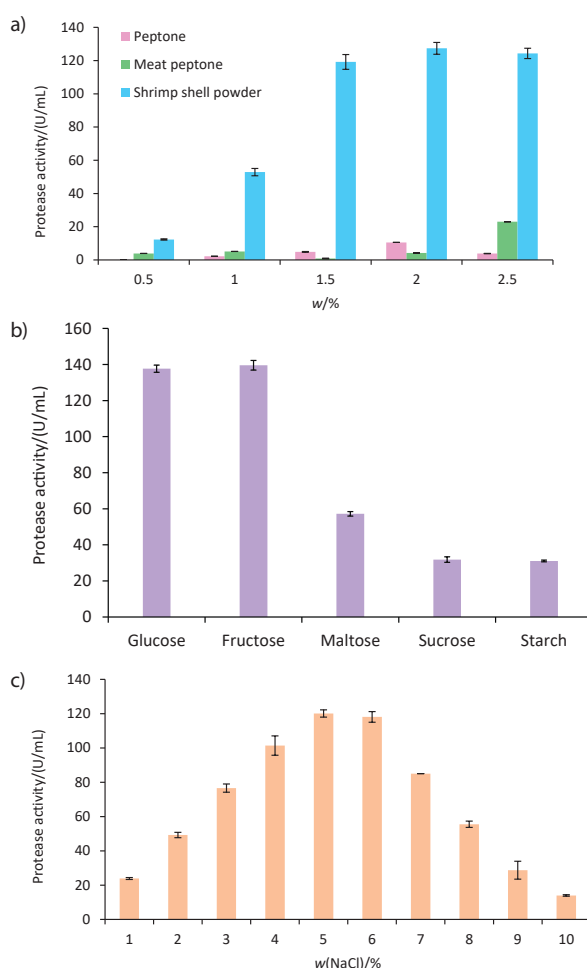 a)
Protease activity/(U/mL)
140
120
100
80
60
40
20
0
Peptone
Meat peptone
Shrimp shell powder
0.5 1 1.5 2 2.5
w/%
b)
Protease activity/(U/mL)
160
140
120
100
80
60
40
20
0
Glucose Fructose Maltose Sucrose Starch
c)
Protease activity/(U/mL)
140
120
100
80
60
40
20
0
1 2 3 4 5 6 7 8 9 10
w(NaCl)/%